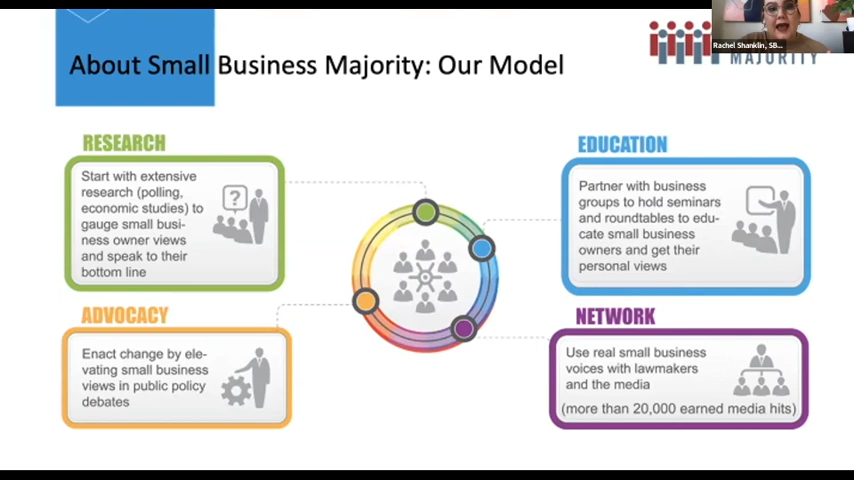 About Small Business Majority: Our Model
Rachel Shanklin, SB...
MAJORITY
RESEARCH
Start with extensive
research (polling,
economic studies) to
gauge small busi-
ness owner views
and speak to their
bottom line
?
EDUCATION
Partner with business
groups to hold seminars
and roundtables to edu-
cate small business
owners and get their
personal views
ADVOCACY
Enact change by ele-
vating small business
views in public policy
debates
NETWORK
Use real small business
voices with lawmakers
and the media
(more than 20,000 earned media hits)